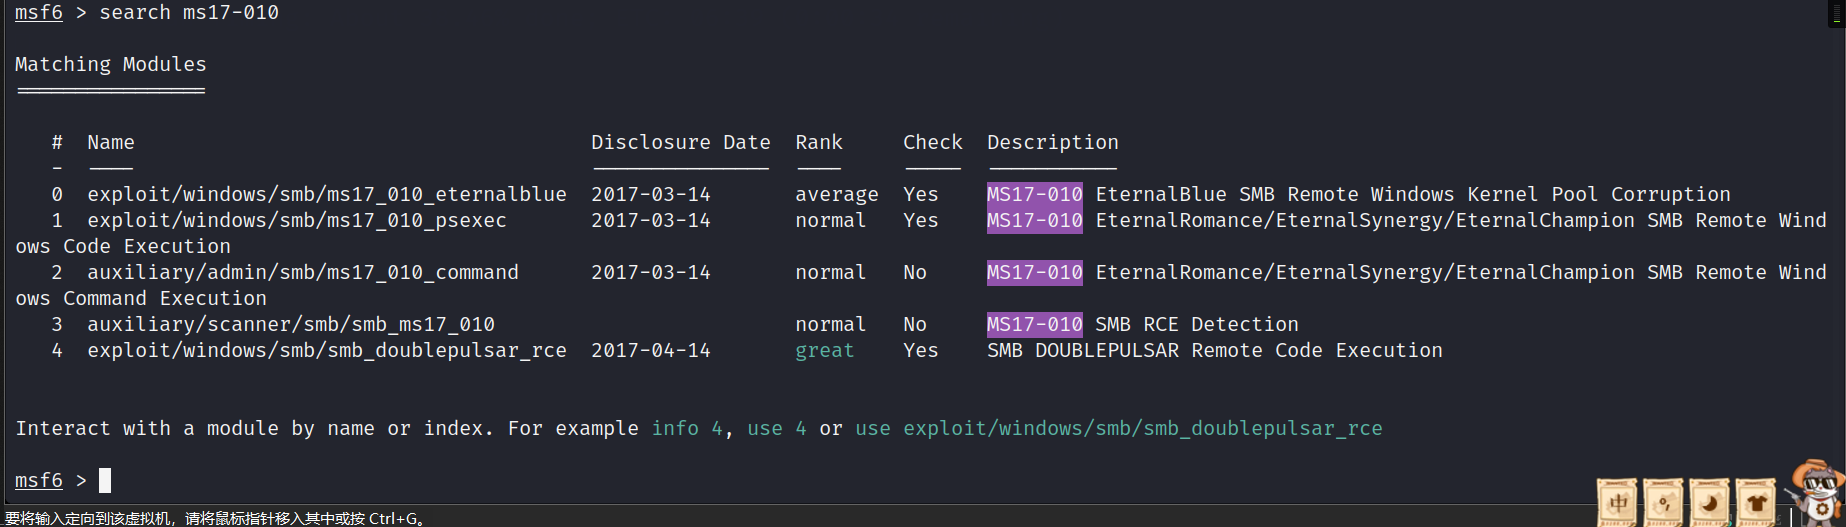 msf6 > search ms17-010
Matching Modules
================
# Name Disclosure Date Rank Check Description
- ---- --------------- ---- ----- -----------
0 exploit/windows/smb/ms17_010_eternalblue 2017-03-14 average Yes MS17-010 EternalBlue SMB Remote Windows Kernel Pool Corruption
1 exploit/windows/smb/ms17_010_psexec 2017-03-14 normal Yes MS17-010 EternalRomance/EternalSynergy/EternalChampion SMB Remote Wind
ows Code Execution
2 auxiliary/admin/smb/ms17_010_command 2017-03-14 normal No MS17-010 EternalRomance/EternalSynergy/EternalChampion SMB Remote Wind
ows Command Execution
3 auxiliary/scanner/smb/smb_ms17_010 normal No MS17-010 SMB RCE Detection
4 exploit/windows/smb/smb_doublepulsar_rce 2017-04-14 great Yes SMB DOUBLEPULSAR Remote Code Execution
Interact with a module by name or index. For example info 4, use 4 or use exploit/windows/smb/smb_doublepulsar_rce
msf6 >
中
要将输入定向到该虚拟机，请将鼠标指针移入其中或按 Ctrl+G。